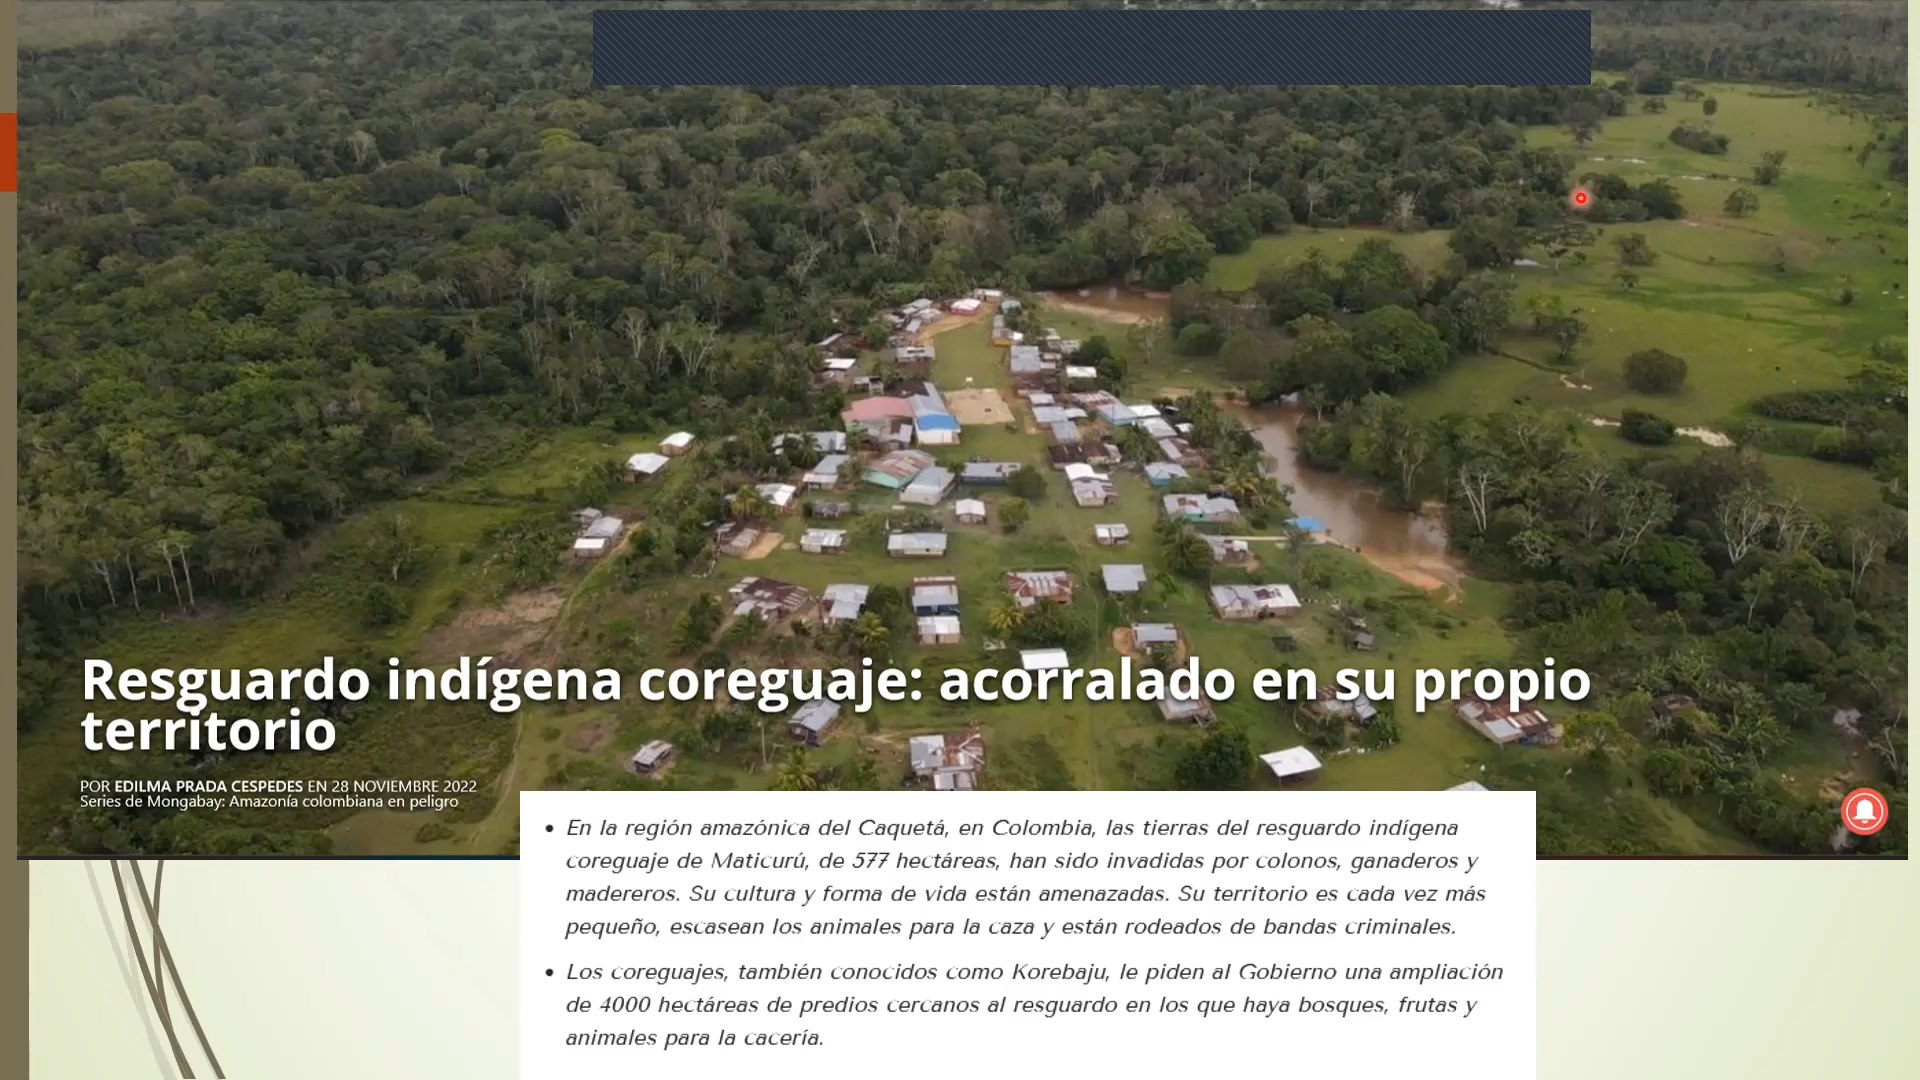 Resguardo indígena coreguaje: acorralado en su propio
territorio
POR EDILMA PRADA CESPEDES EN 28 NOVIEMBRE 2022
Series de Mongabay: Amazonía colombiana en peligro
• En la región amazónica del Caquetá, en Colombia, las tierras del resguardo indígena
coreguaje de Maticurú, de 577 hectáreas, han sido invadidas por colonos, ganaderos y
madereros. Su cultura y forma de vida están amenazadas. Su territorio es cada vez más
pequeño, escasean los animales para la caza y están rodeados de bandas criminales.
• Los coreguajes, también conocidos como Korebaju, le piden al Gobierno una ampliación
de 4000 hectáreas de predios cercanos al resguardo en los que haya bosques, frutas y
animales para la cacería.